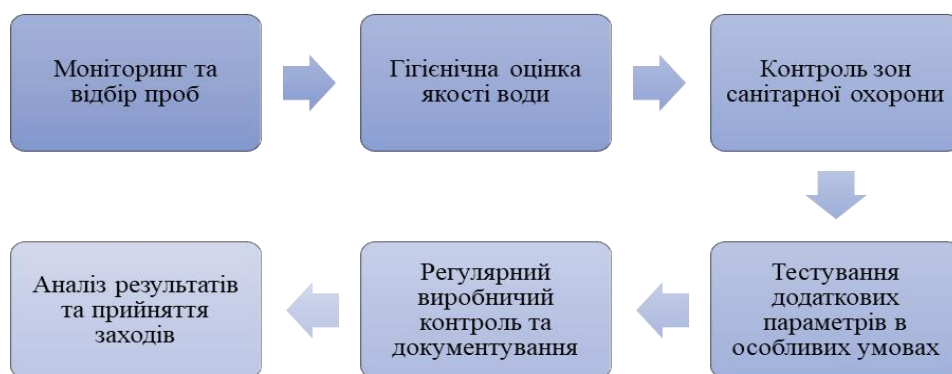 Моніторинг та
відбір проб
Гігієнічна оцінка
якості води
Контроль зон
санітарної охорони
Тестування
додаткових
параметрів в
особливих умовах
Регулярний
виробничий
контроль та
документування
Аналіз результатів
та прийняття
заходів